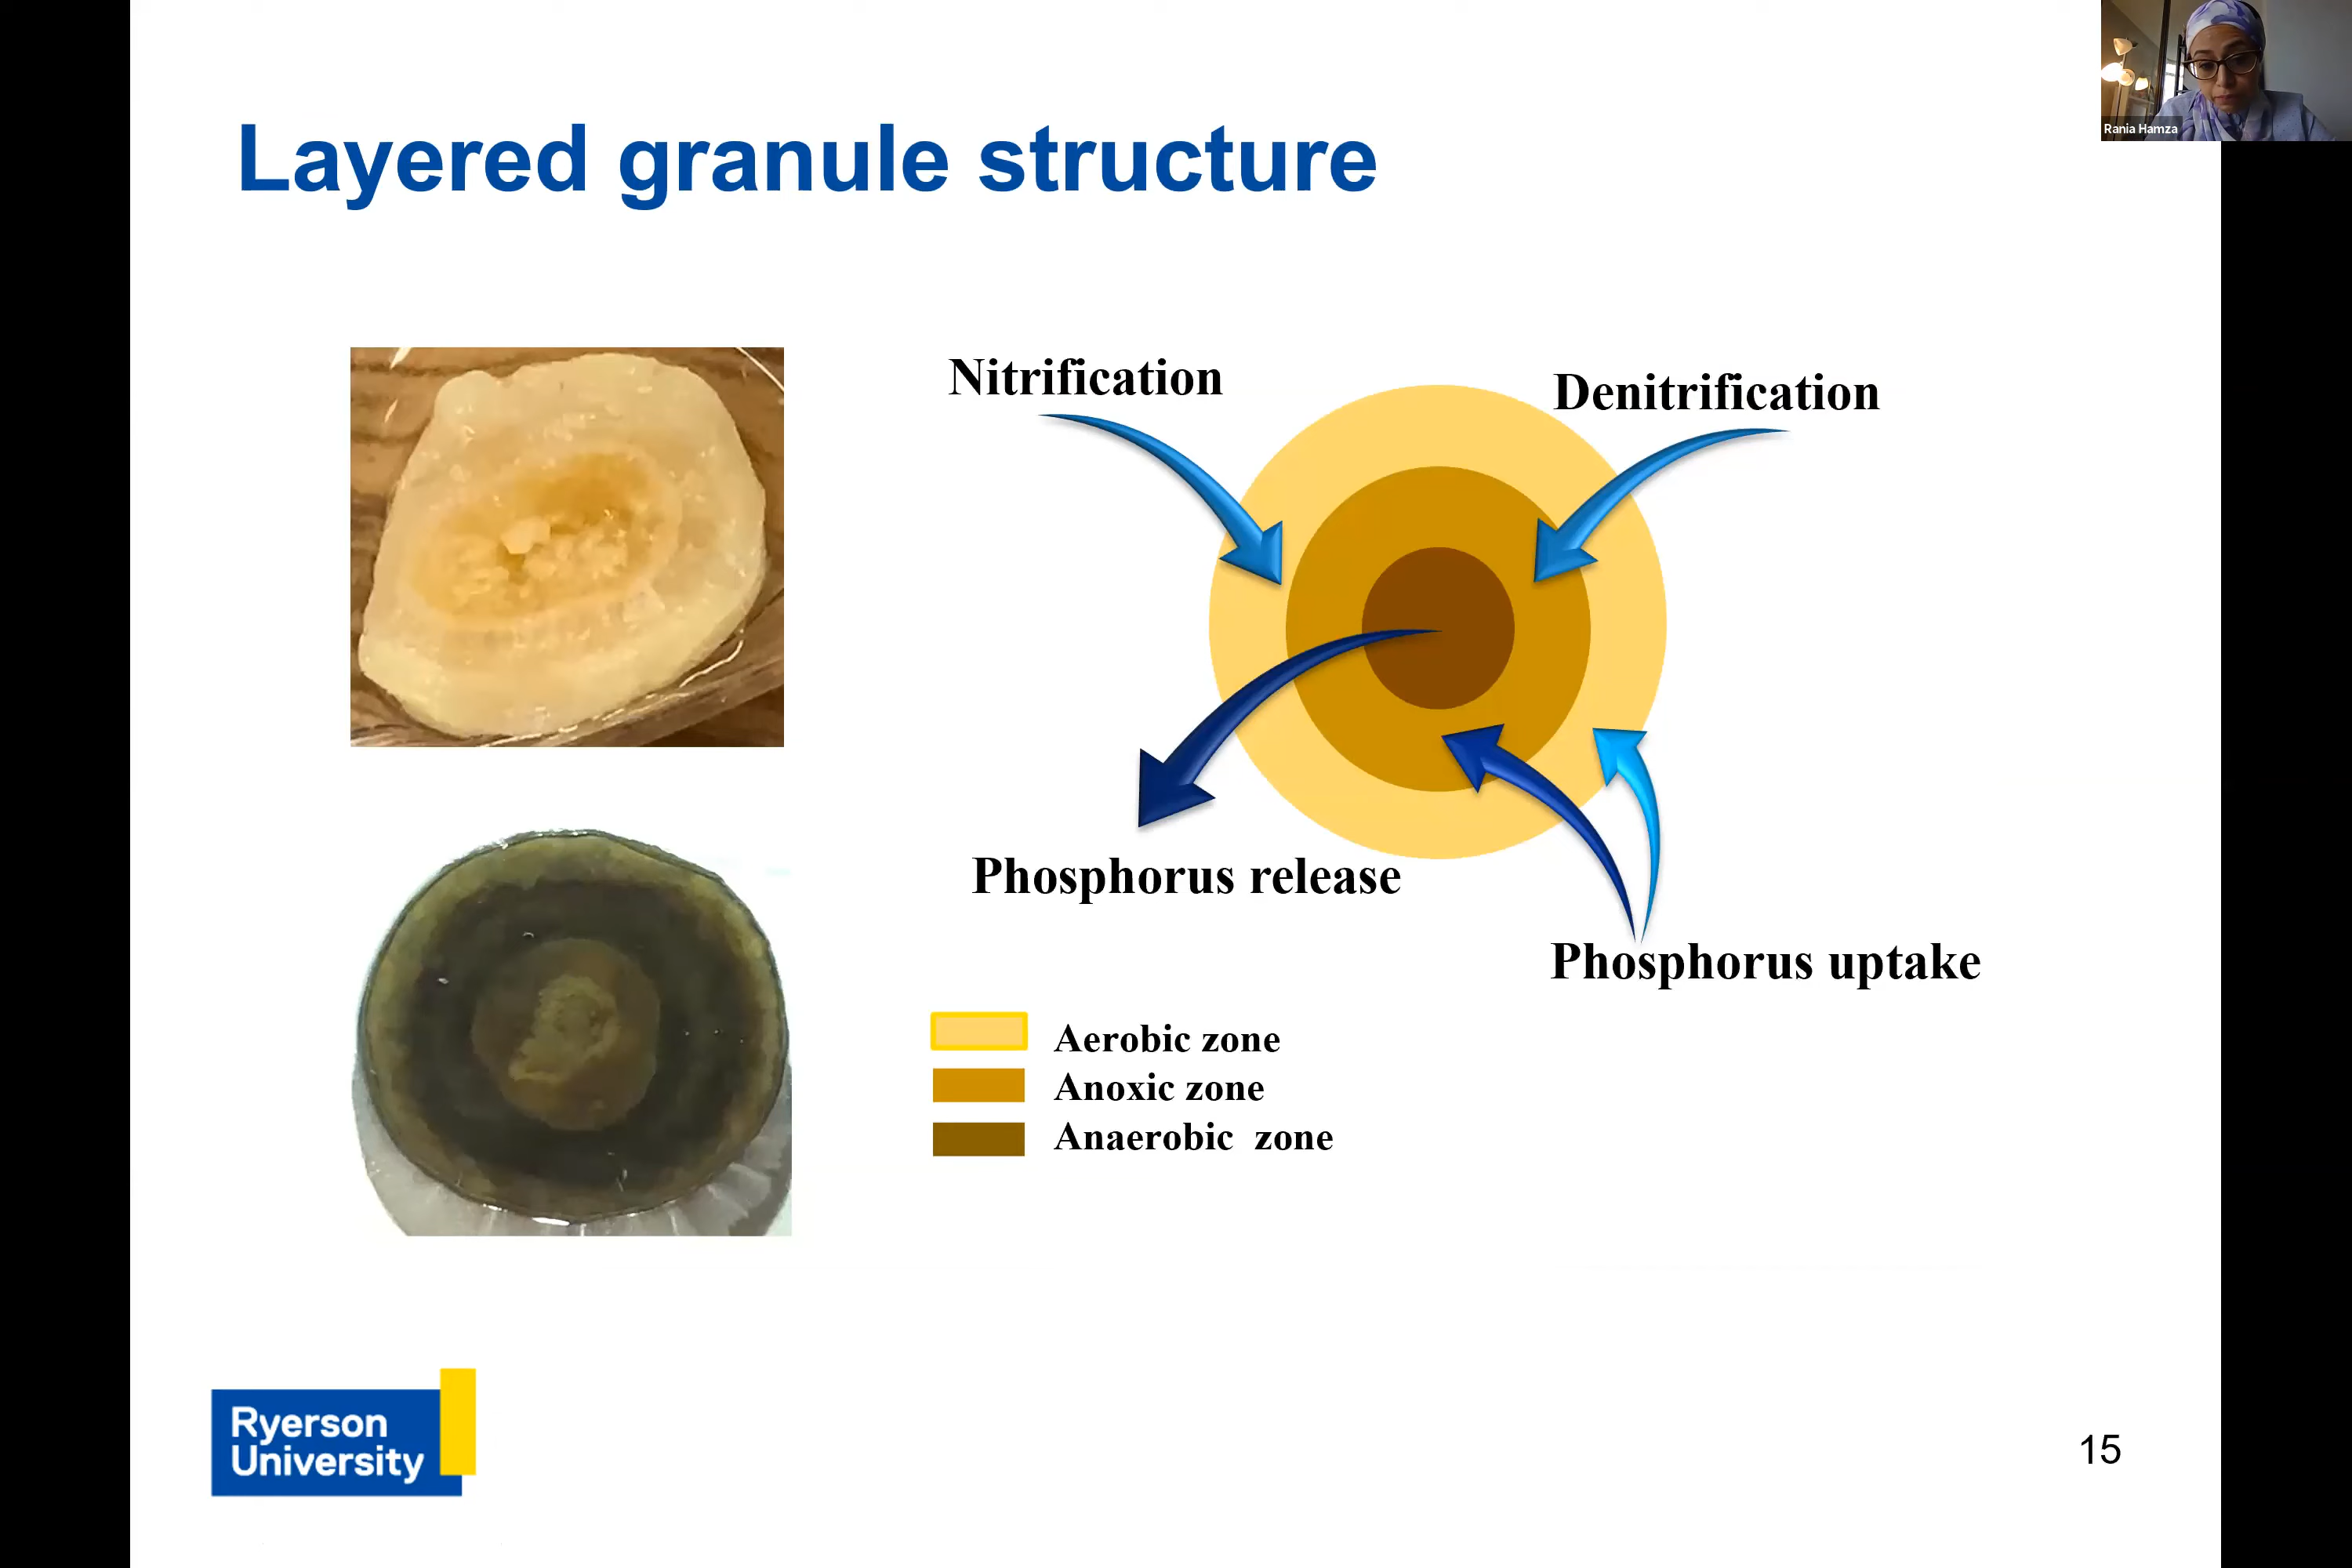 Rania Hamza
Layered granule structure
Nitrification
Denitrification
Phosphorus release
Phosphorus uptake
Aerobic zone
Anoxic zone
Anaerobic zone
Ryerson
University
15